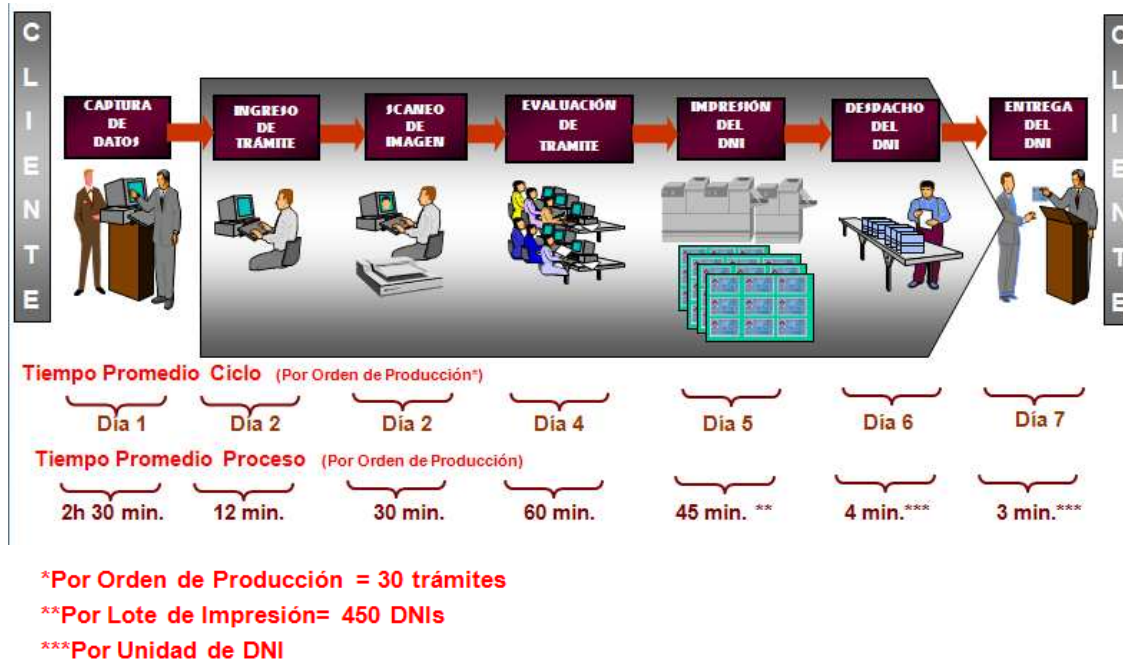 CLIENTE
CAPTURA
DE
DATOS
INGRESO
DE
TRÁMITE
SCANEO
DE
IMAGEN
EVALUACIÓN
DE
TRAMITE
IMPRESIÓN
DEL
DNI
DESPACHO
DEL
DNI
ENTREGA
DEL
DNI
CLIENTE
Tiempo Promedio Ciclo (Por Orden de Producción*)
Día 1 Día 2 Día 2 Día 4 Día 5 Día 6 Día 7
Tiempo Promedio Proceso (Por Orden de Producción)
2h 30 min. 12 min. 30 min. 60 min. 45 min. ** 4 min.*** 3 min.***
*Por Orden de Producción = 30 trámites
**Por Lote de Impresión= 450 DNIs
***Por Unidad de DNI